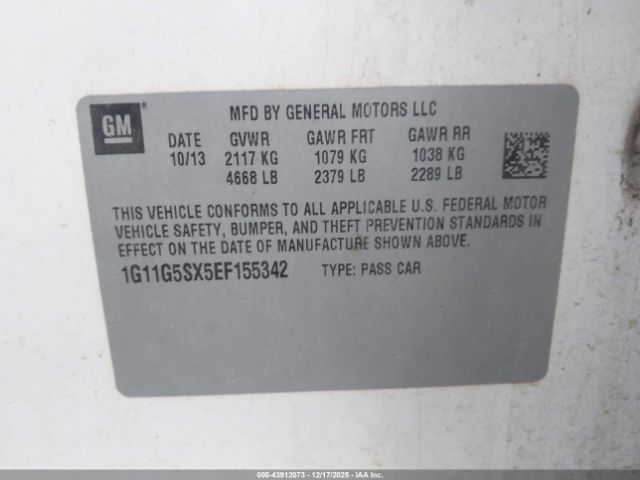 GM®
MFD BY GENERAL MOTORS LLC
DATE GVWR GAWR FRT GAWR RR
10/13 2117 KG 1079 KG 1038 KG
4668 LB 2379 LB 2289 LB
THIS VEHICLE CONFORMS TO ALL APPLICABLE U.S. FEDERAL MOTOR
VEHICLE SAFETY, BUMPER, AND THEFT PREVENTION STANDARDS IN
EFFECT ON THE DATE OF MANUFACTURE SHOWN ABOVE.
1G11G5SX5EF155342 TYPE: PASS CAR
000-43912073 - 12/17/2025 - IAAI.CA